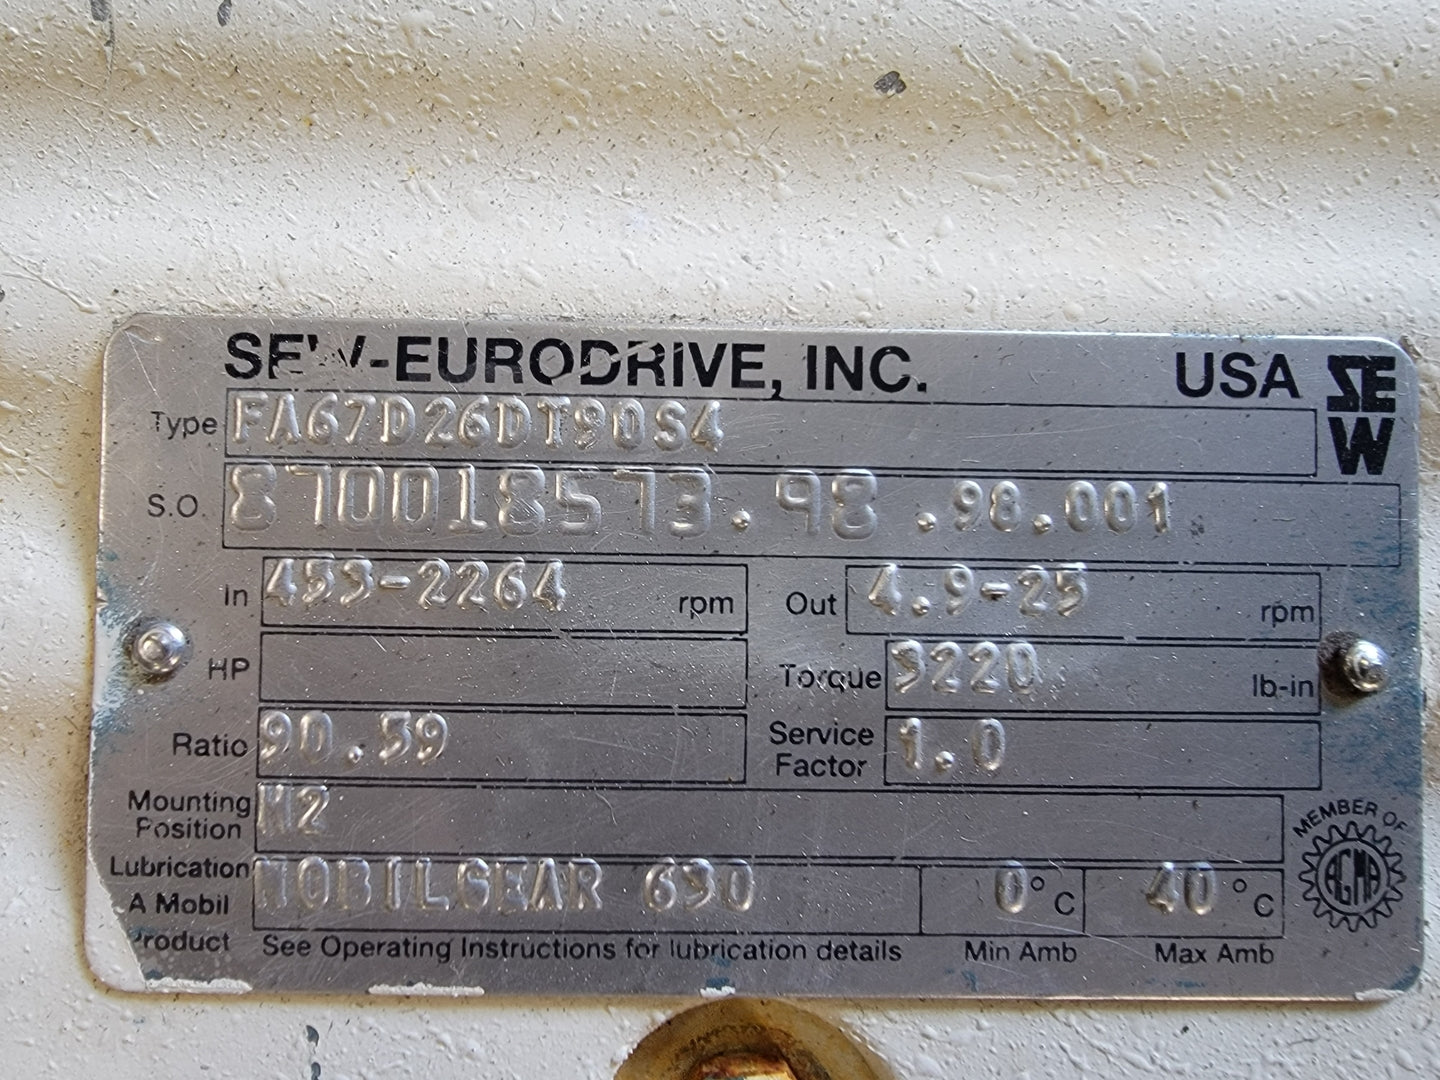 SEW-EURODRIVE, INC. USA SEW
Type FA67D26DT90S4
S.O. 870018573.98.98.001
In 453-2264 rpm Out 4.9-25 rpm
HP Torque 3220 lb-in
Ratio 90.59 Service Factor 1.0
Mounting Position M2
MEMBER OF AGMA
Lubrication MOBILGEAR 630 0°C 40°C
A Mobil
Product See Operating Instructions for lubrication details Min Amb Max Amb